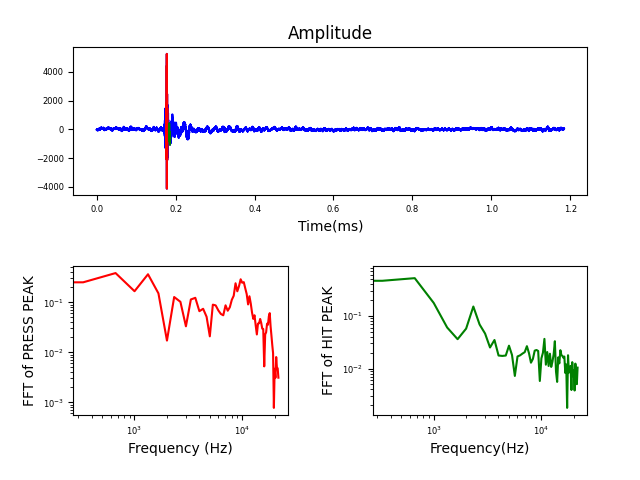 Amplitude
4000
2000
0
−2000
−4000
0.0 0.2 0.4 0.6 0.8 1.0 1.2
Time(ms)
FFT of PRESS PEAK
10⁻¹
10⁻²
10⁻³
10³ 10⁴
Frequency (Hz)
FFT of HIT PEAK
10⁻¹
10⁻²
10³ 10⁴
Frequency(Hz)